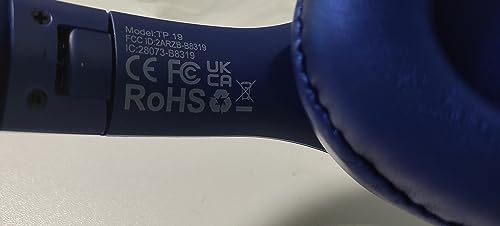 Model:TP 19
FCC ID:2ARZB-B8319
IC:28073-B8319
CE FC UK
CA
RoHS